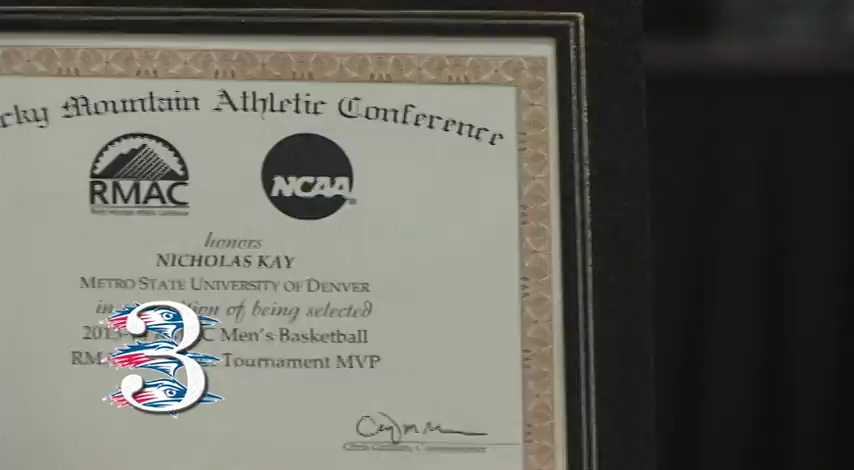 cky Mountain Athletic Conference
RMAC
NCAA
honors
NICHOLAS KAY
METRO STATE UNIVERSITY OF DENVER
in of being selected
2013- C Men's Basketball
RM Tournament MVP
3